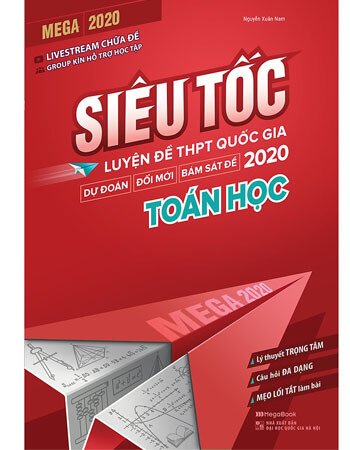 Nguyễn Xuân Nam
MEGA 2020
LIVESTREAM CHỮA ĐỀ
GROUP KÍN HỖ TRỢ HỌC TẬP
SIÊU TỐC
LUYỆN ĐỀ THPT QUỐC GIA
DỰ ĐOÁN ĐỔI MỚI BÁM SÁT ĐỀ 2020
TOÁN HỌC
MEGA 2020
Lý thuyết TRỌNG TÂM
Câu hỏi ĐA DẠNG
MẸO LỐI TẮT làm bài
MegaBook
NHÀ XUẤT BẢN
ĐẠI HỌC QUỐC GIA HÀ NỘI